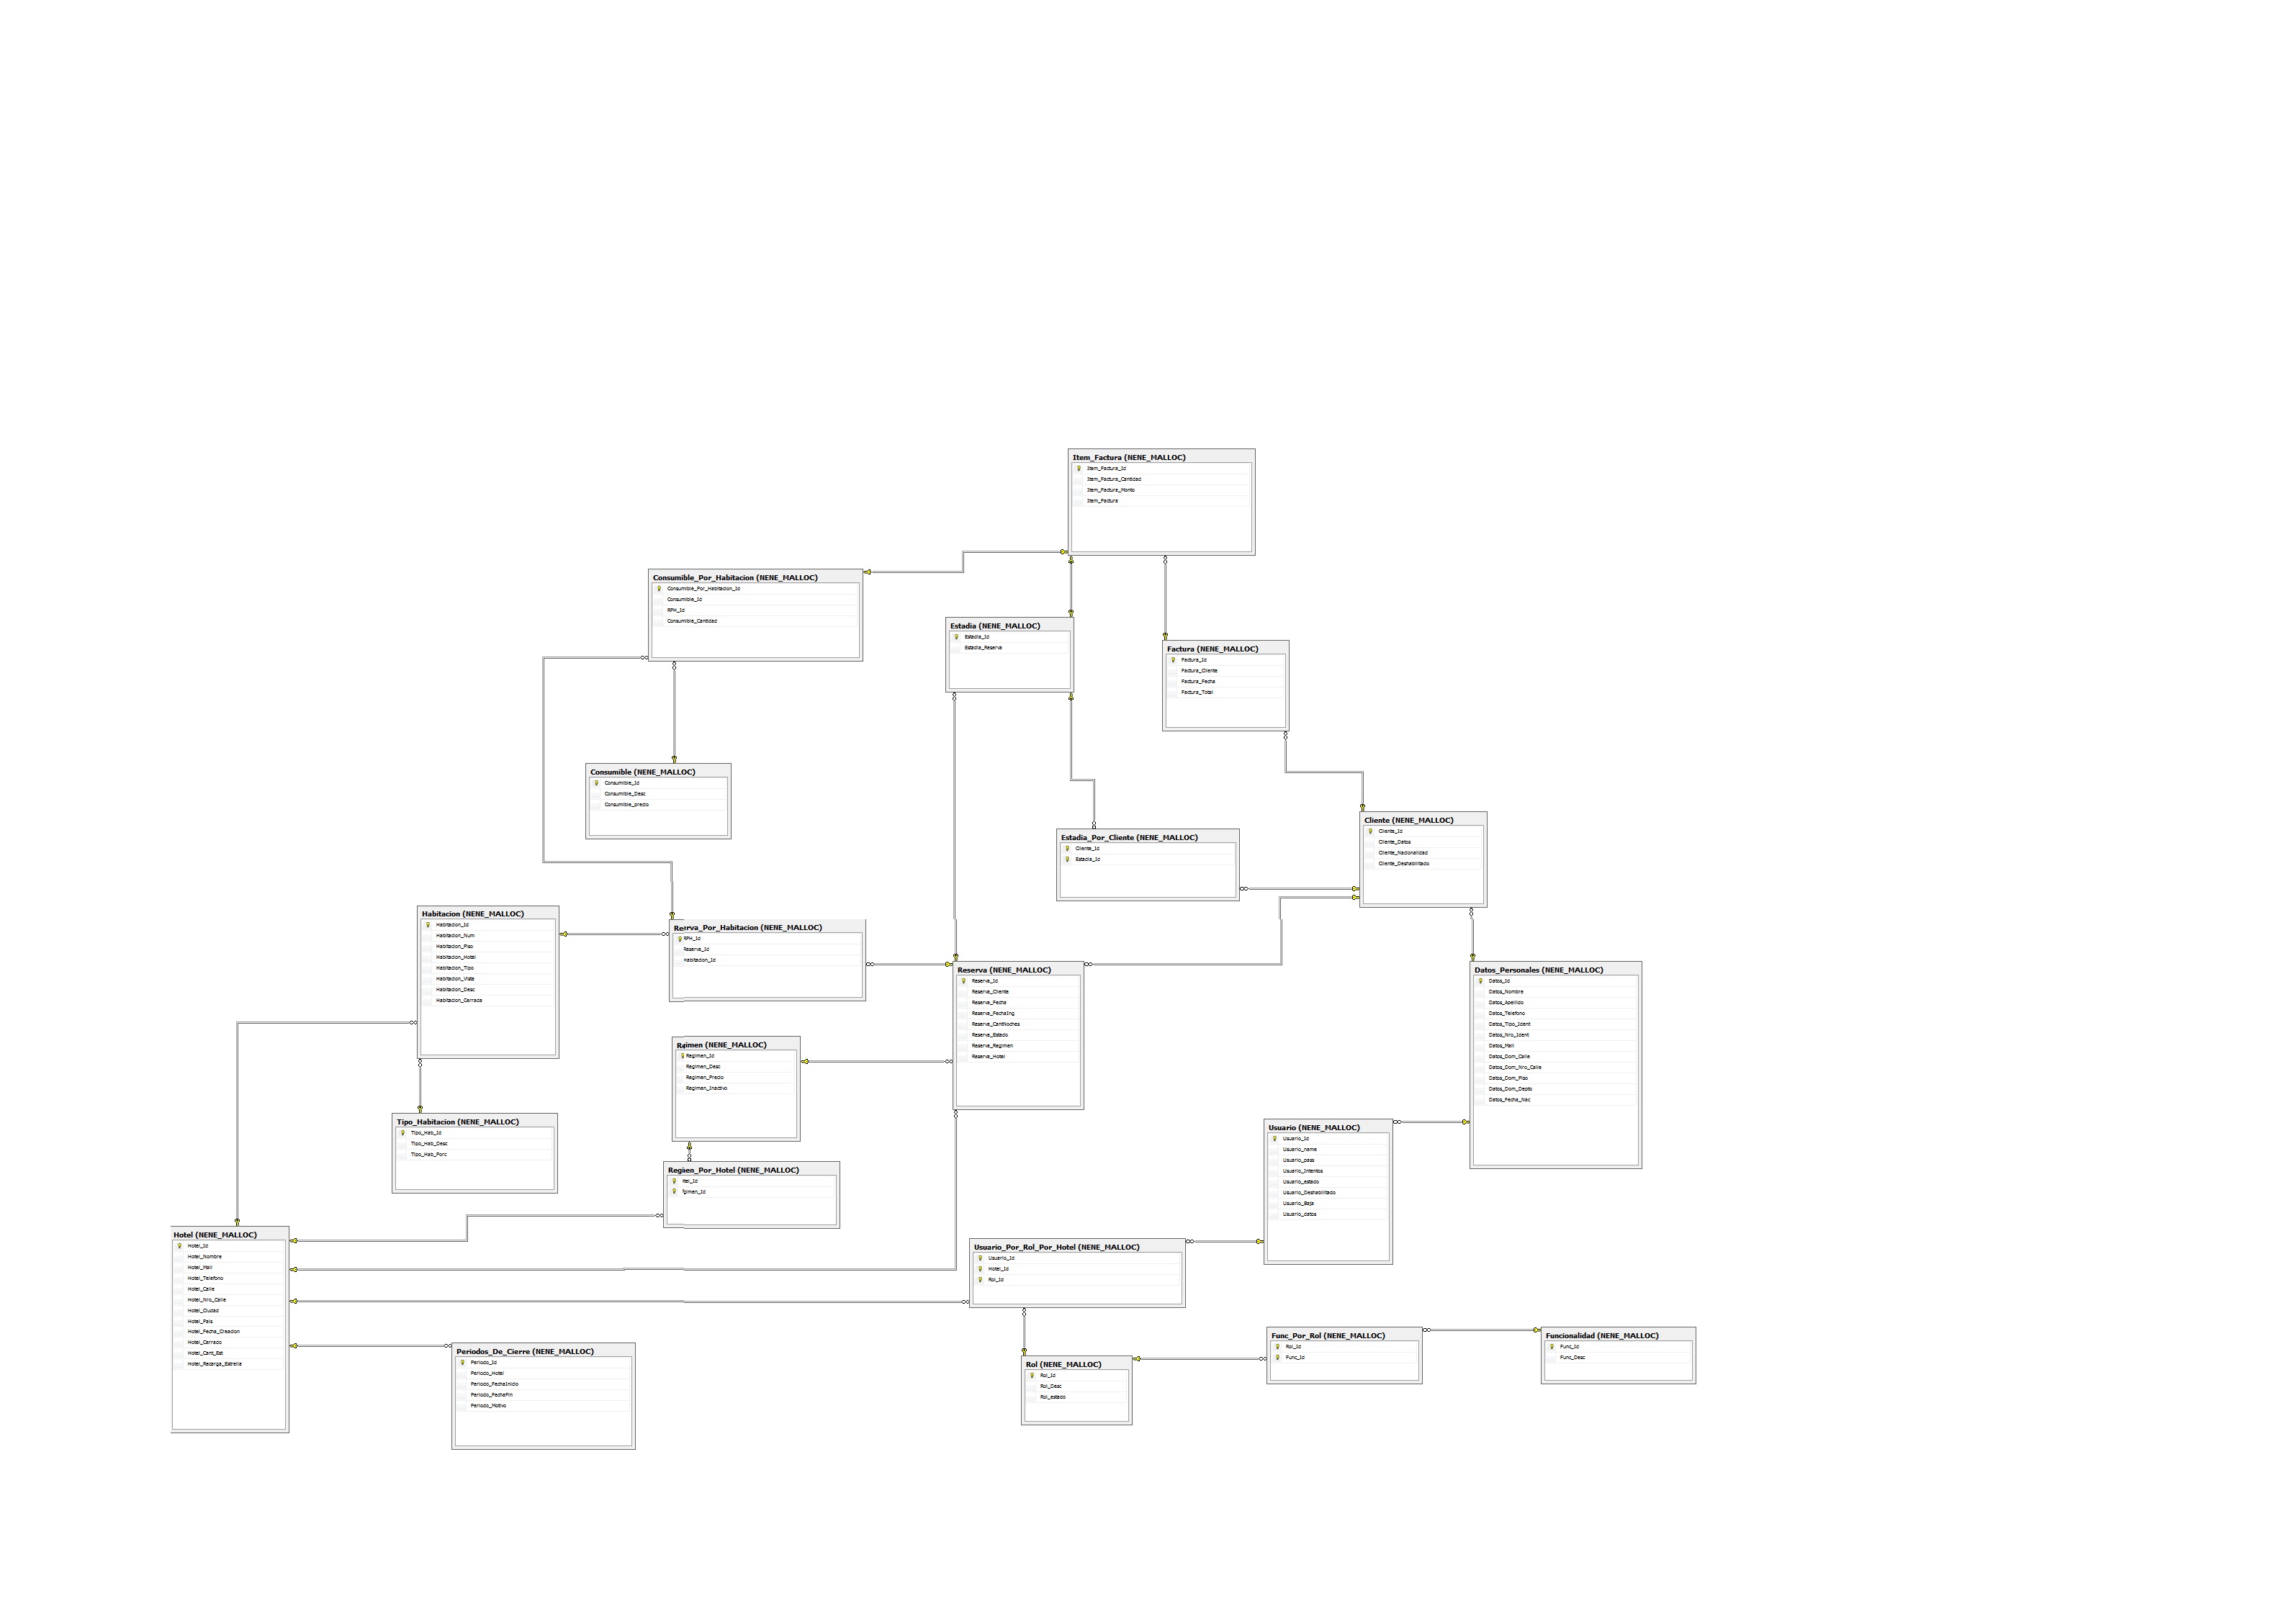 Item_Factura (NENE_MALLOC)
Item_Factura_Id
Item_Factura_Cantidad
Item_Factura_Monto
Item_Factura
Consumible_Por_Habitacion (NENE_MALLOC)
Consumible_Por_Habitacion_Id
Consumible_Id
RPH_Id
Consumible_Cantidad
Estadia (NENE_MALLOC)
Estadia_Id
Estadia_Reserva
Factura (NENE_MALLOC)
Factura_Id
Factura_Cliente
Factura_Fecha
Factura_Total
Consumible (NENE_MALLOC)
Consumible_Id
Consumible_Desc
Consumible_precio
Estadia_Por_Cliente (NENE_MALLOC)
Cliente_Id
Estadia_Id
Cliente (NENE_MALLOC)
Cliente_Id
Cliente_Datos
Cliente_Nacionalidad
Cliente_Deshabilitado
Habitacion (NENE_MALLOC)
Habitacion_Id
Habitacion_Num
Habitacion_Piso
Habitacion_Hotel
Habitacion_Tipo
Habitacion_Vista
Habitacion_Desc
Habitacion_Cerrada
Rerva_Por_Habitacion (NENE_MALLOC)
RPH_Id
Reserva_Id
Habitacion_Id
Reserva (NENE_MALLOC)
Reserva_Id
Reserva_Cliente
Reserva_Fecha
Reserva_FechaIng
Reserva_CantNoches
Reserva_Estado
Reserva_Regimen
Reserva_Hotel
Datos_Personales (NENE_MALLOC)
Datos_Id
Datos_Nombre
Datos_Apellido
Datos_Telefono
Datos_Tipo_Ident
Datos_Nro_Ident
Datos_Mail
Datos_Dom_Calle
Datos_Dom_Nro_Calle
Datos_Dom_Piso
Datos_Dom_Depto
Datos_Fecha_Nac
(NENE_MALLOC)
Regimen_Id
Regimen_Desc
Regimen_Precio
Regimen_Inactivo
Tipo_Habitacion (NENE_MALLOC)
Tipo_Hab_Id
Tipo_Hab_Desc
Tipo_Hab_Porc
Usuario (NENE_MALLOC)
Usuario_Id
Usuario_name
Usuario_pass
Usuario_Intentos
Usuario_estado
Usuario_Deshabilitado
Usuario_Baja
Usuario_datos
(NENE_MALLOC)
Hotel (NENE_MALLOC)
Hotel_Id
Hotel_Nombre
Hotel_Mail
Hotel_Telefono
Hotel_Calle
Hotel_Nro_Calle
Hotel_Ciudad
Hotel_Pais
Hotel_Fecha_Creacion
Hotel_Cerrado
Hotel_Cant_Est
Hotel_Recarga_Estrella
Usuario_Por_Rol_Por_Hotel (NENE_MALLOC)
Usuario_Id
Hotel_Id
Rol_Id
Periodos_De_Cierre (NENE_MALLOC)
Periodo_Id
Periodo_Hotel
Periodo_FechaInicio
Periodo_FechaFin
Periodo_Motivo
Rol (NENE_MALLOC)
Rol_Id
Rol_Desc
Rol_estado
Func_Por_Rol (NENE_MALLOC)
Rol_Id
Func_Id
Funcionalidad (NENE_MALLOC)
Func_Id
Func_Desc